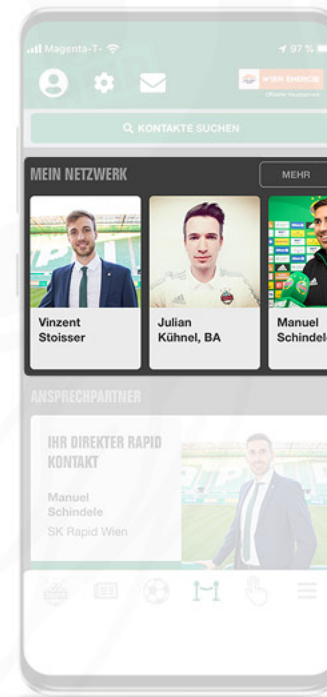 Magenta-T-
97 %
WIEN ENERGIE
KONTAKTE SUCHEN
MEIN NETZWERK
MEHR
Vinzent
Stoisser
Julian
Kühnel, BA
Manuel
Schindele
ANSPRECHPARTNER
IHR DIREKTER RAPID
KONTAKT
Manuel
Schindele
SK Rapid Wien